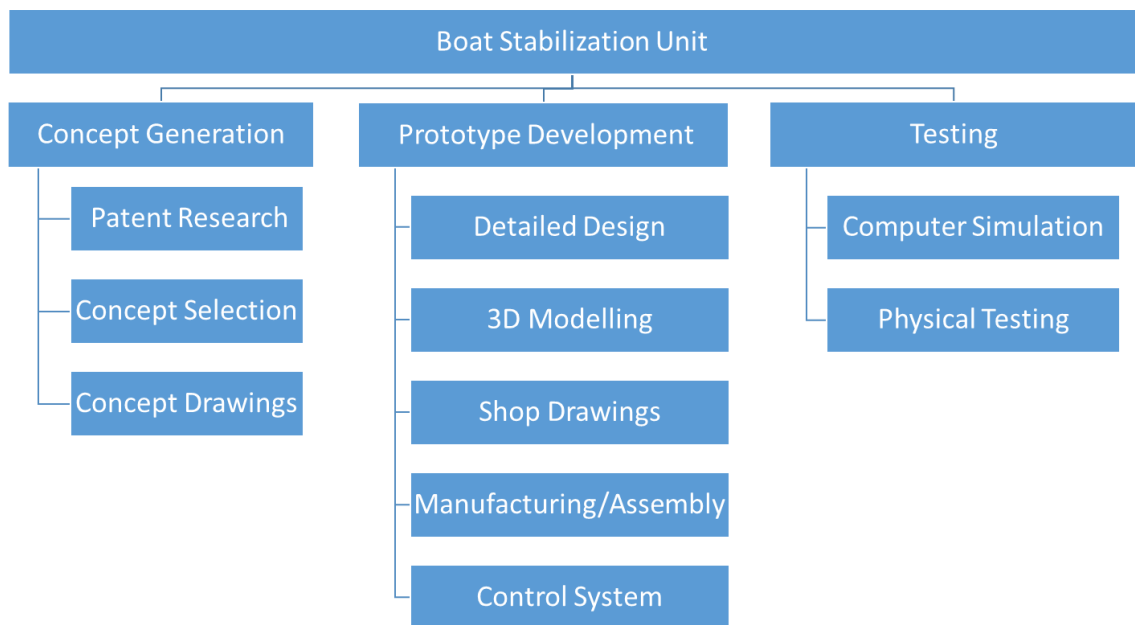 Boat Stabilization Unit
Concept Generation
Patent Research
Concept Selection
Concept Drawings
Prototype Development
Detailed Design
3D Modelling
Shop Drawings
Manufacturing/Assembly
Control System
Testing
Computer Simulation
Physical Testing